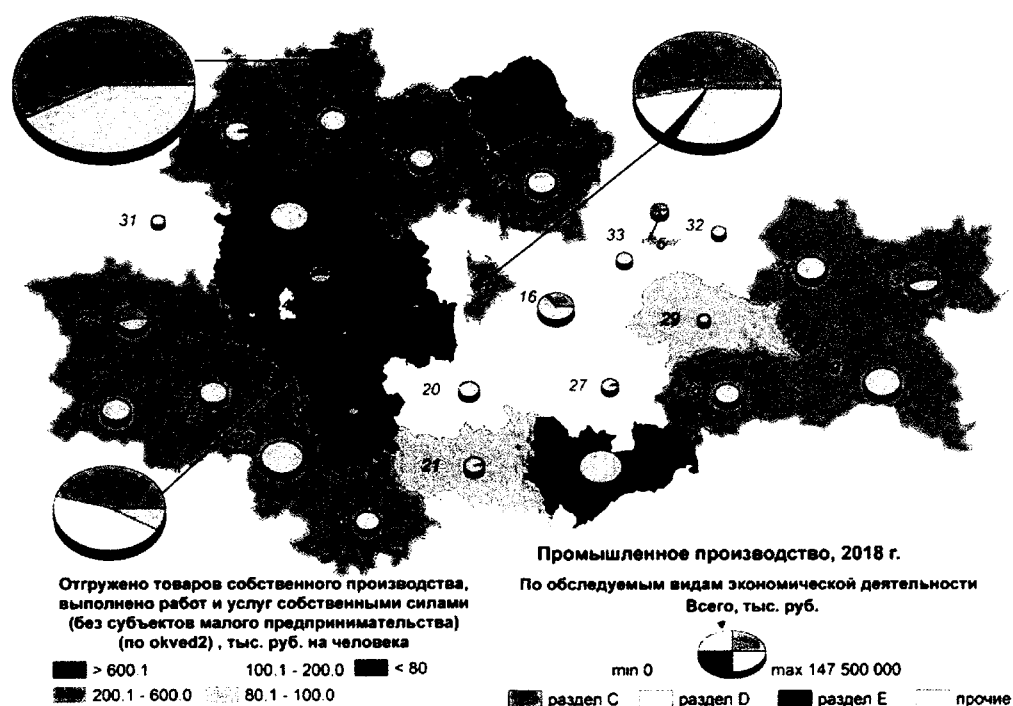 31
33
6
32
16
29
20
27
21
Промышленное производство, 2018 г.
Отгружено товаров собственного производства,
выполнено работ и услуг собственными силами
(без субъектов малого предпринимательства)
(по okved2) , тыс. руб. на человека
> 600.1
100.1 - 200.0
< 80
200.1 - 600.0
80.1 - 100.0
По обследуемым видам экономической деятельности
Всего, тыс. руб.
min 0
max 147 500 000
раздел C
раздел D
раздел E
прочие